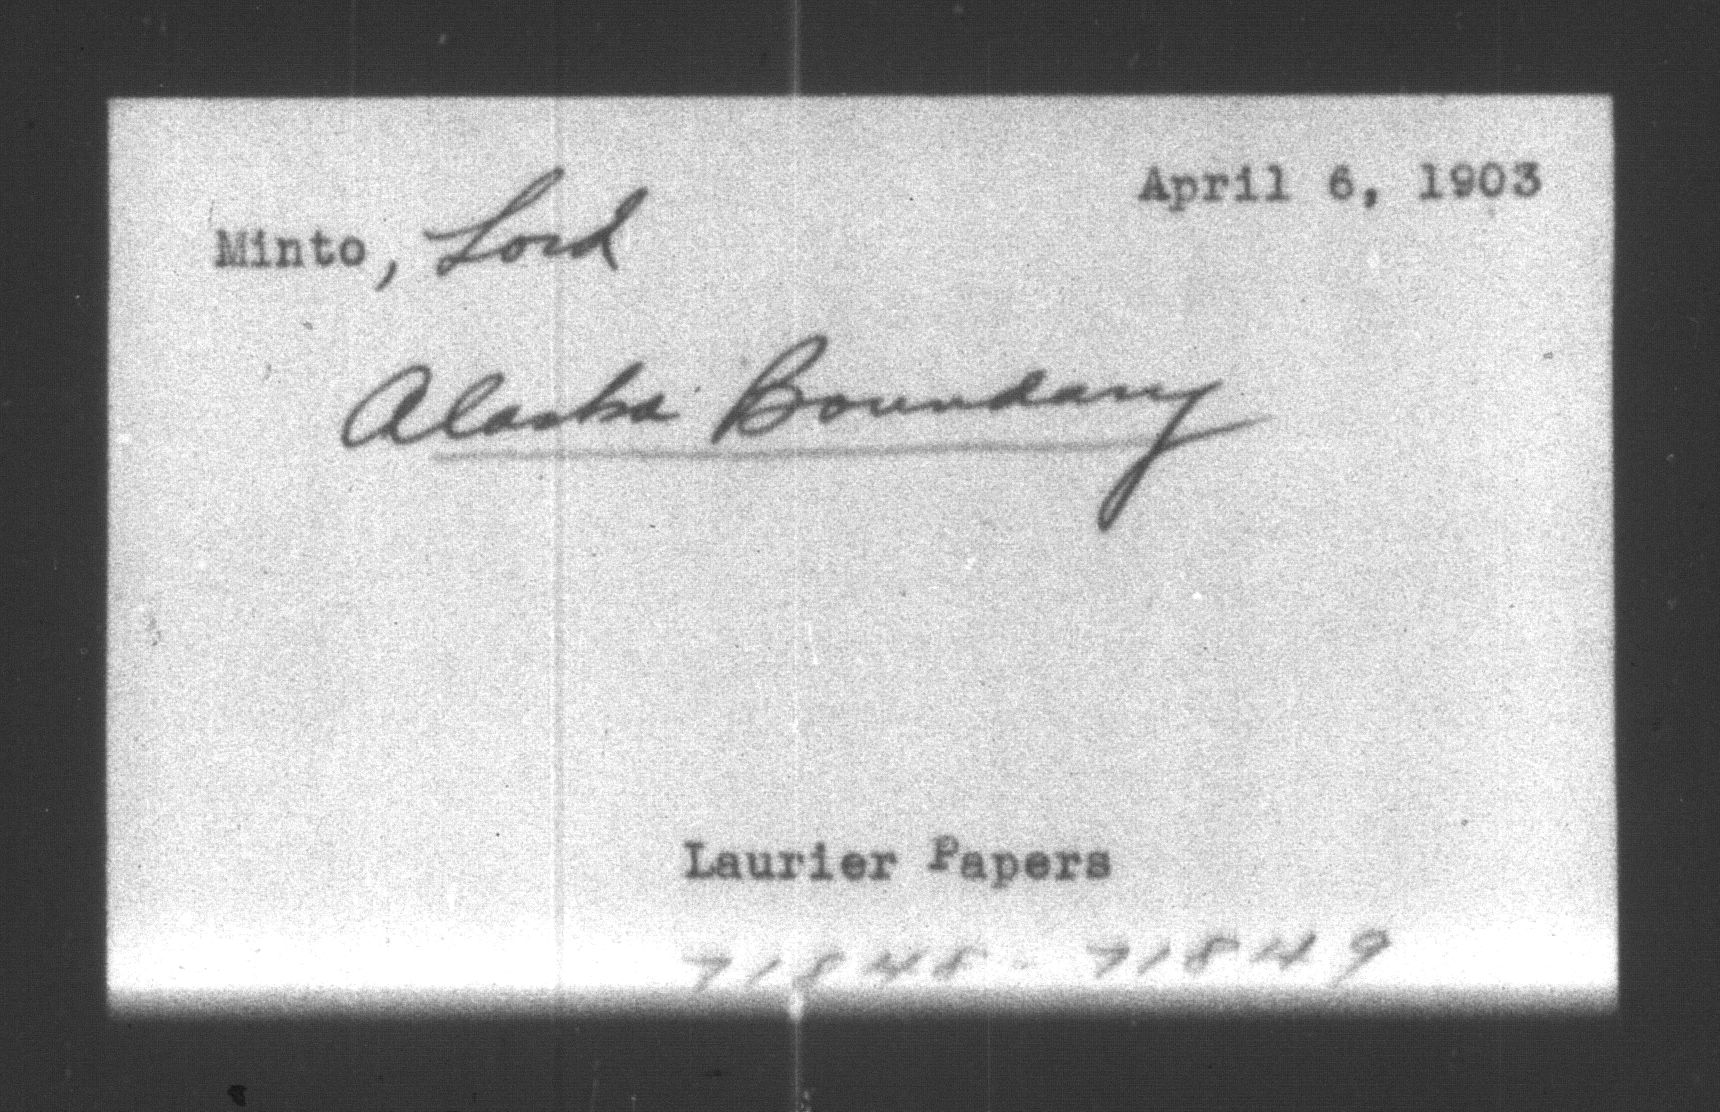 April 6, 1903
Minto, Lord
Alaska Boundary
Laurier Papers
71848 - 71849